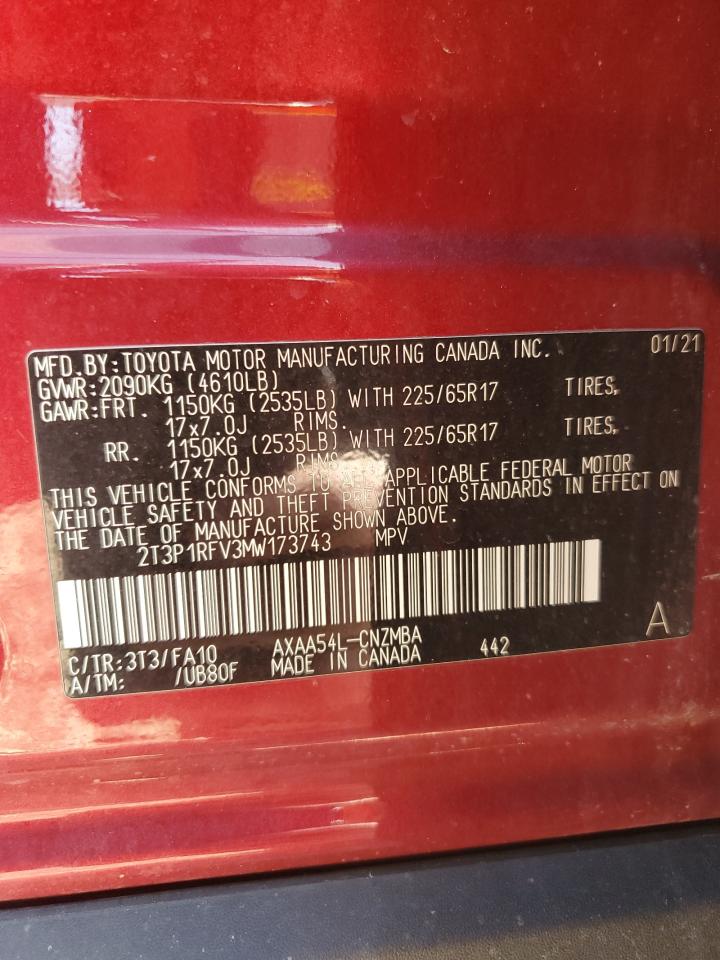 MFD.BY:TOYOTA MOTOR MANUFACTURING CANADA INC. 01/21
GVWR:2090KG (4610LB)
GAWR:FRT. 1150KG (2535LB) WITH 225/65R17 TIRES,
17x7.0J RIMS.
RR. 1150KG (2535LB) WITH 225/65R17 TIRES,
17x7.0J RIMS.
THIS VEHICLE CONFORMS TO ALL APPLICABLE FEDERAL MOTOR
VEHICLE SAFETY AND THEFT PREVENTION STANDARDS IN EFFECT ON
THE DATE OF MANUFACTURE SHOWN ABOVE.
2T3P1RFV3MW173743 MPV
C/TR:3T3/FA10 AXAA54L-CNZMBA 442 A
A/TM: /UB80F MADE IN CANADA